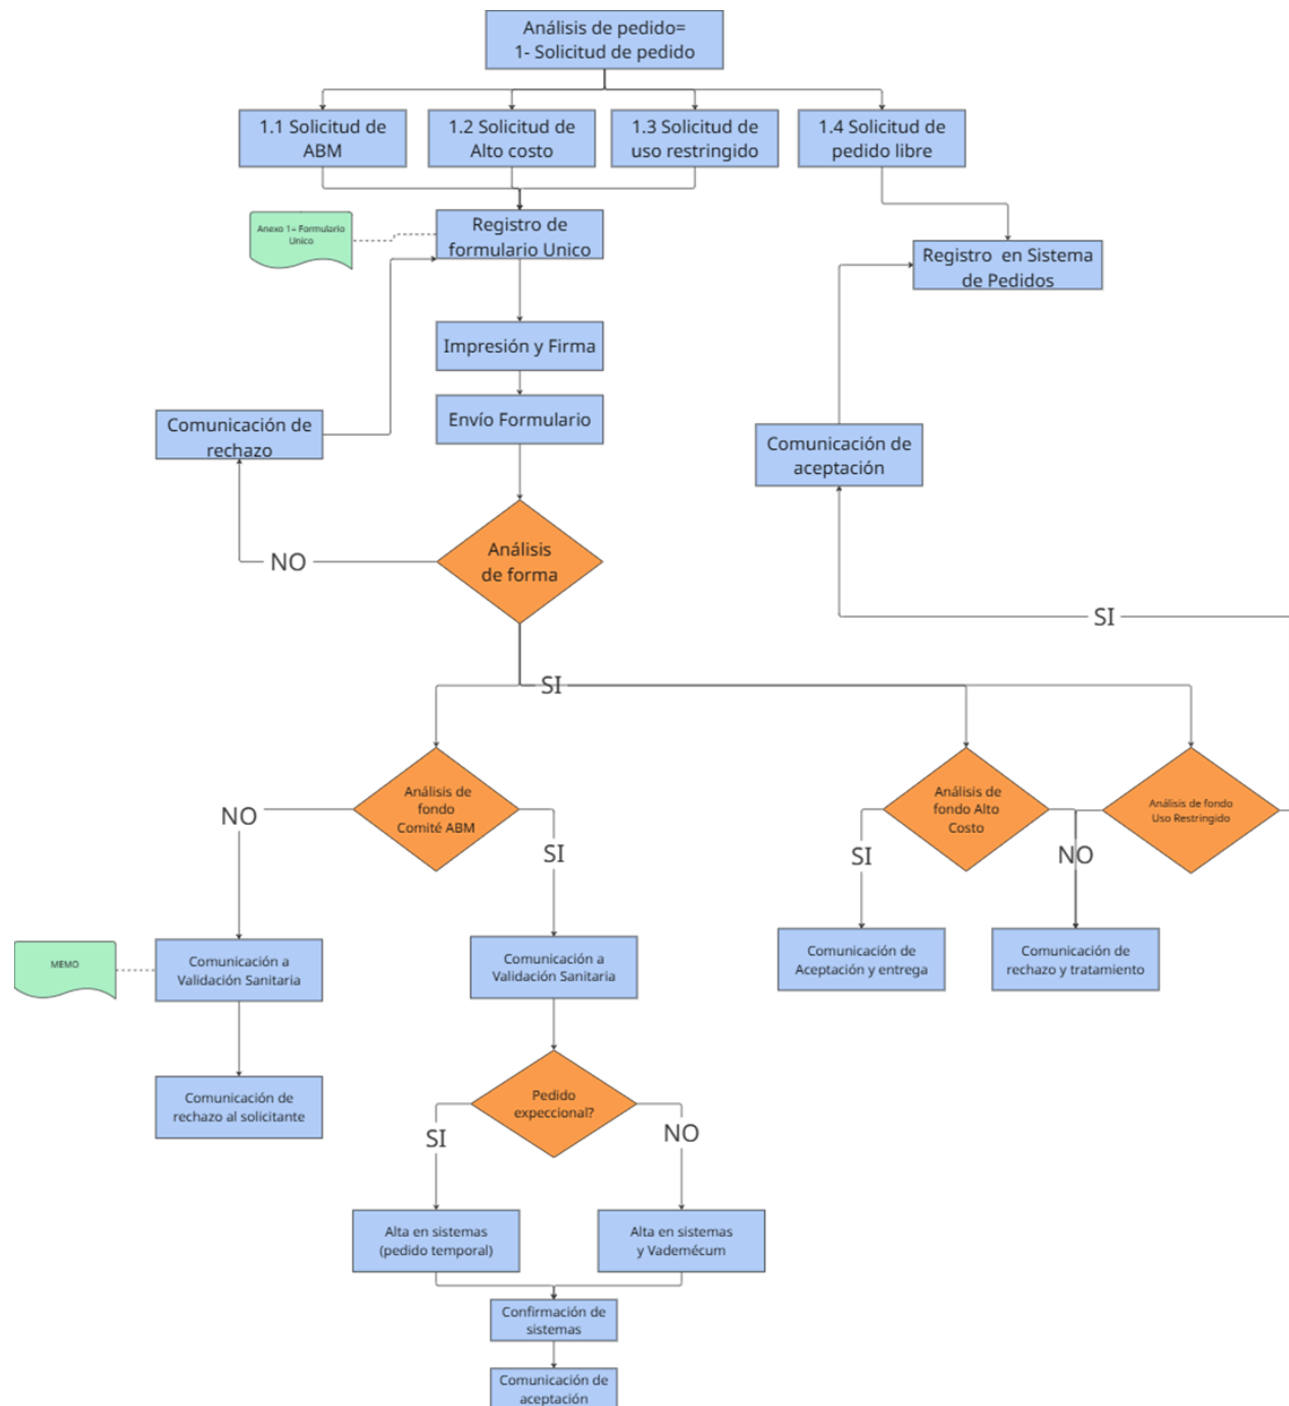 Análisis de pedido=
1- Solicitud de pedido
1.1 Solicitud de
ABM
1.2 Solicitud de
Alto costo
1.3 Solicitud de
uso restringido
1.4 Solicitud de
pedido libre
Anexo 1= Formulario
Unico
Registro de
formulario Unico
Registro en Sistema
de Pedidos
Impresión y Firma
Envío Formulario
Comunicación de
rechazo
Comunicación de
aceptación
Análisis
de forma
NO
SI
SI
Análisis de
fondo
Comité ABM
Análisis de
fondo Alto
Costo
Análisis de fondo
Uso Restringido
NO
SI
SI
NO
MEMO
Comunicación a
Validación Sanitaria
Comunicación a
Validación Sanitaria
Comunicación de
Aceptación y entrega
Comunicación de
rechazo y tratamiento
Comunicación de
rechazo al solicitante
Pedido
expeccional?
SI
NO
Alta en sistemas
(pedido temporal)
Alta en sistemas
y Vademécum
Confirmación de
sistemas
Comunicación de
aceptación